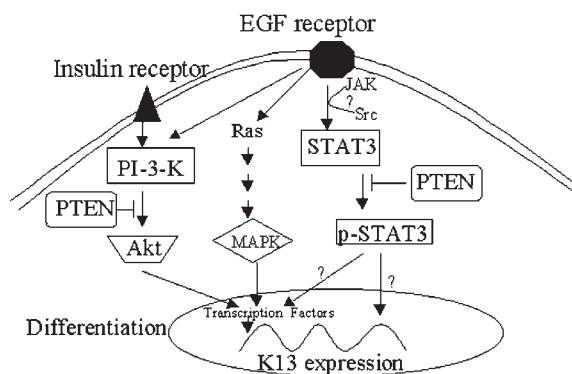 EGF receptor
Insulin receptor
JAK
?
Src
Ras
STAT3
PI-3-K
PTEN
PTEN
Akt
MAPK
p-STAT3
?
?
Transcription Factors
Differentiation
K13 expression